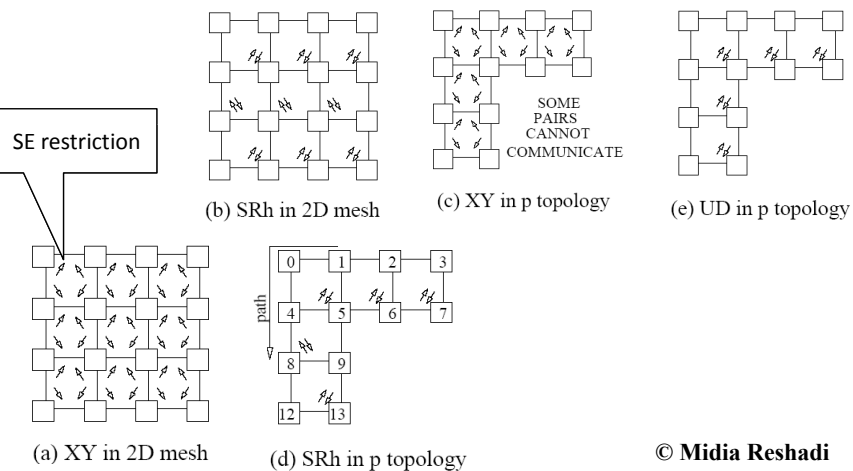 SE restriction
SOME
PAIRS
CANNOT
COMMUNICATE
(b) SRh in 2D mesh
(c) XY in p topology
(e) UD in p topology
path
0 1 2 3
4 5 6 7
8 9
12 13
(a) XY in 2D mesh
(d) SRh in p topology
© Midia Reshadi